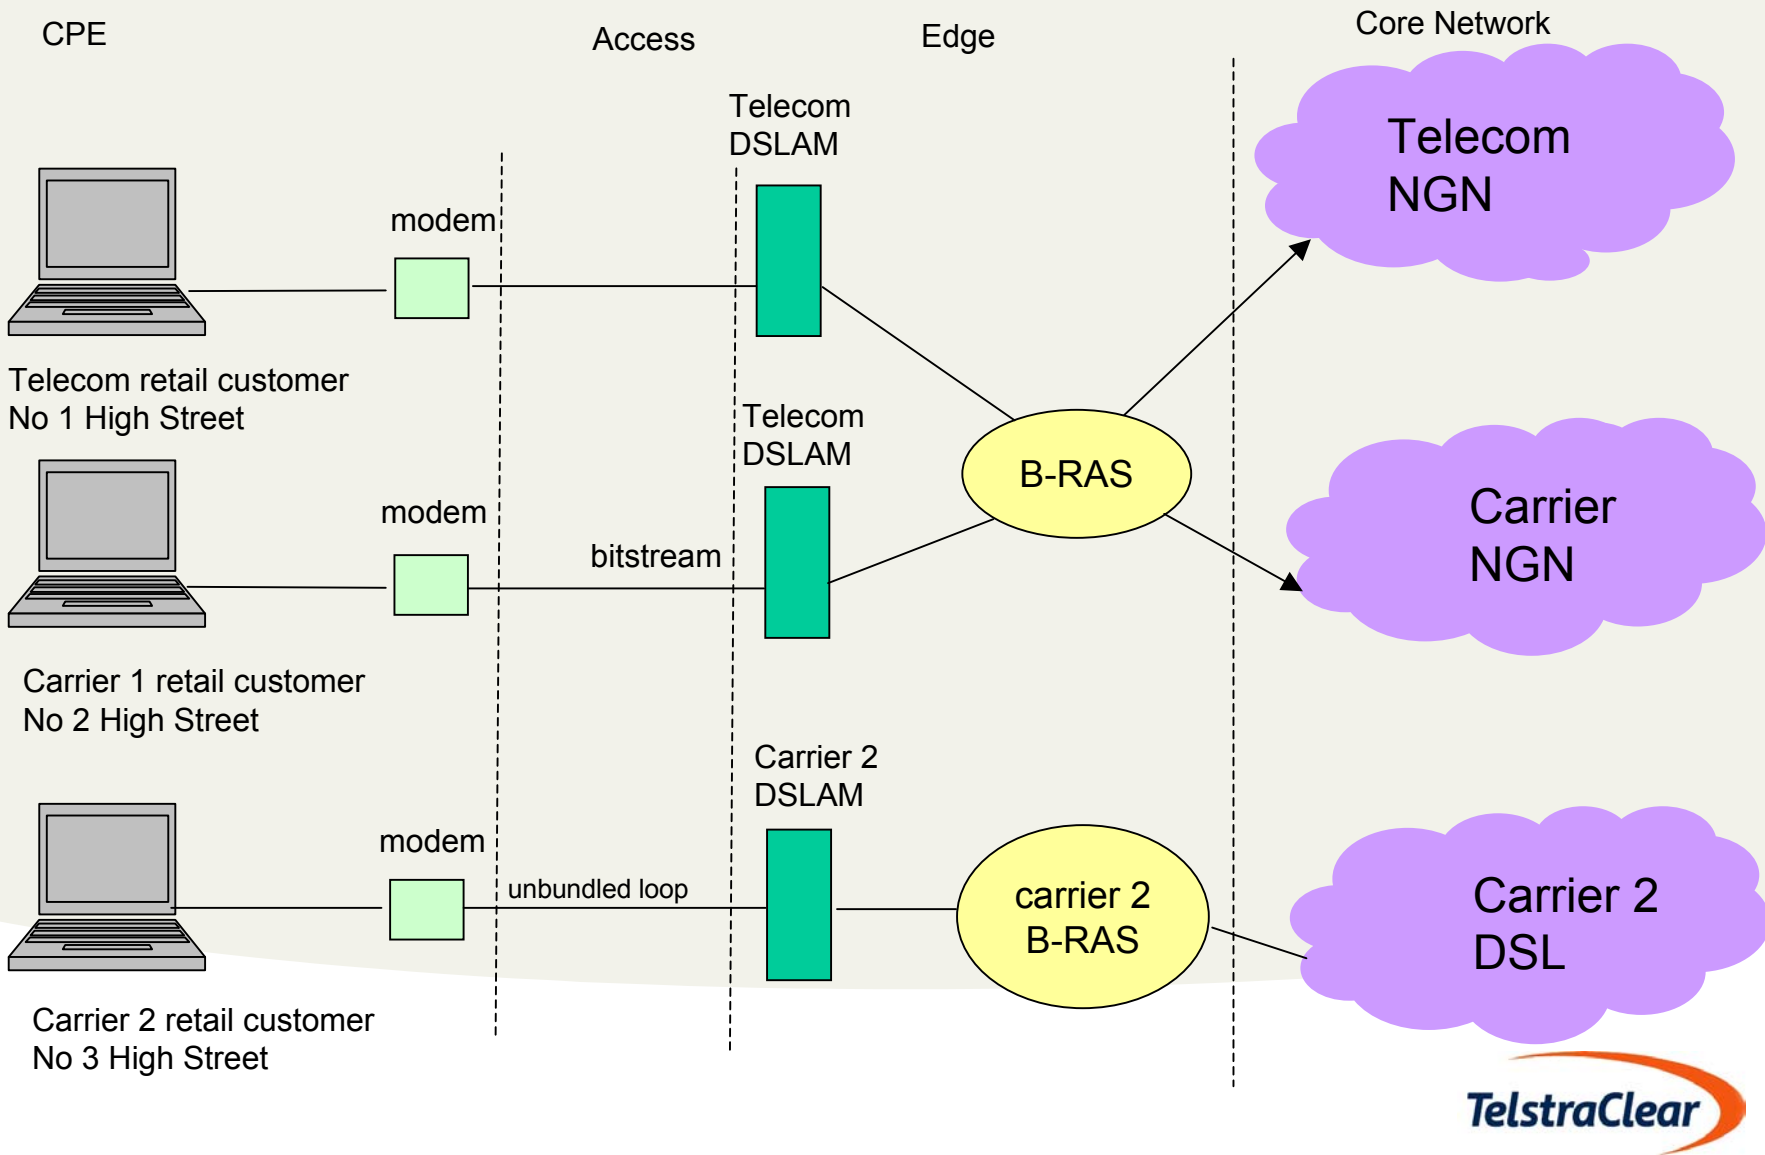 CPE
Access
Edge
Core Network
Telecom
DSLAM
Telecom
NGN
modem
Telecom retail customer
No 1 High Street
Telecom
DSLAM
B-RAS
modem
bitstream
Carrier
NGN
Carrier 1 retail customer
No 2 High Street
Carrier 2
DSLAM
modem
unbundled loop
carrier 2
B-RAS
Carrier 2
DSL
Carrier 2 retail customer
No 3 High Street
TelstraClear